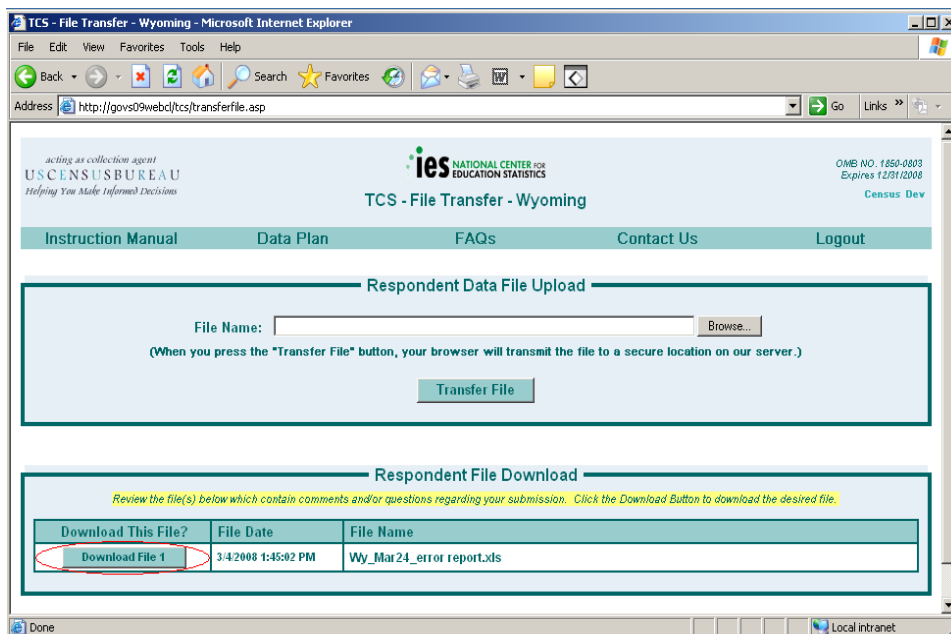 TCS - File Transfer - Wyoming - Microsoft Internet Explorer
File Edit View Favorites Tools Help
Back Search Favorites
Address http://govs09webcl/tcs/transferfile.asp Go Links »
acting as collection agent
USCENSUSBUREAU
Helping You Make Informed Decisions
ies NATIONAL CENTER FOR
EDUCATION STATISTICS
TCS - File Transfer - Wyoming
OMB NO. 1850-0803
Expires 12/31/2008
Census Dev
Instruction Manual Data Plan FAQs Contact Us Logout
Respondent Data File Upload
File Name: Browse...
(When you press the "Transfer File" button, your browser will transmit the file to a secure location on our server.)
Transfer File
Respondent File Download
Review the file(s) below which contain comments and/or questions regarding your submission. Click the Download Button to download the desired file.
Download This File? File Date File Name
Download File 1 3/4/2008 1:45:02 PM Wy_Mar24_error report.xls
Done Local intranet